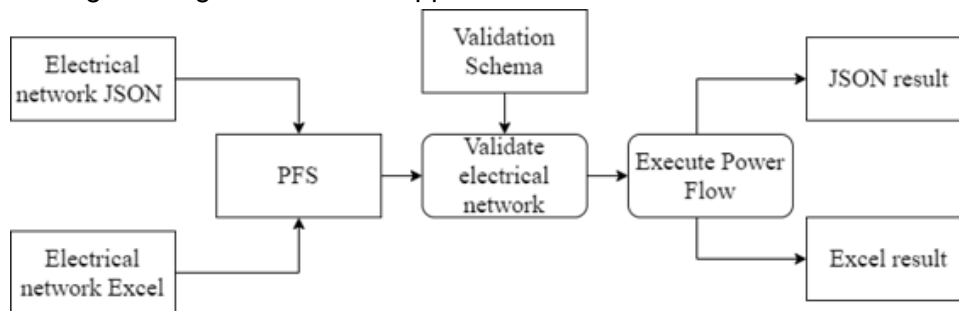 Electrical
network JSON
Validation
Schema
JSON result
PFS
Validate
electrical
network
Execute Power
Flow
Electrical
network Excel
Excel result